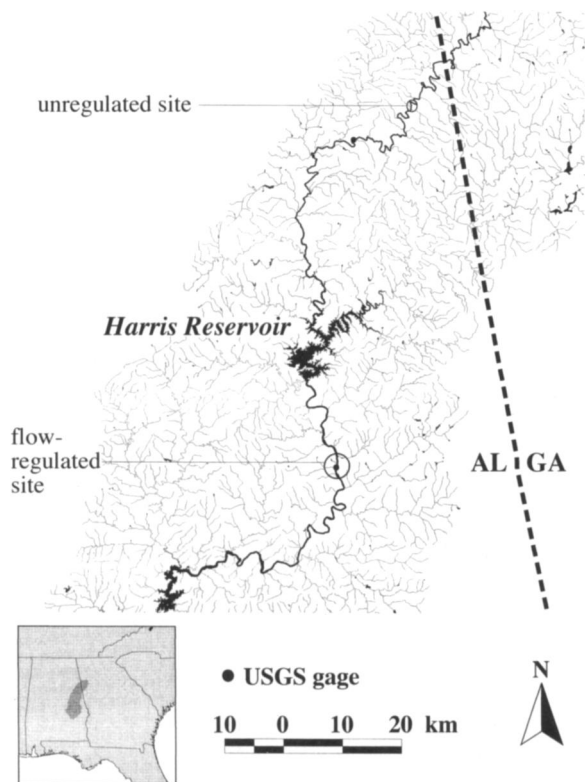 unregulated site
Harris Reservoir
flow-
regulated
site
AL GA
USGS gage
N
10 0 10 20 km